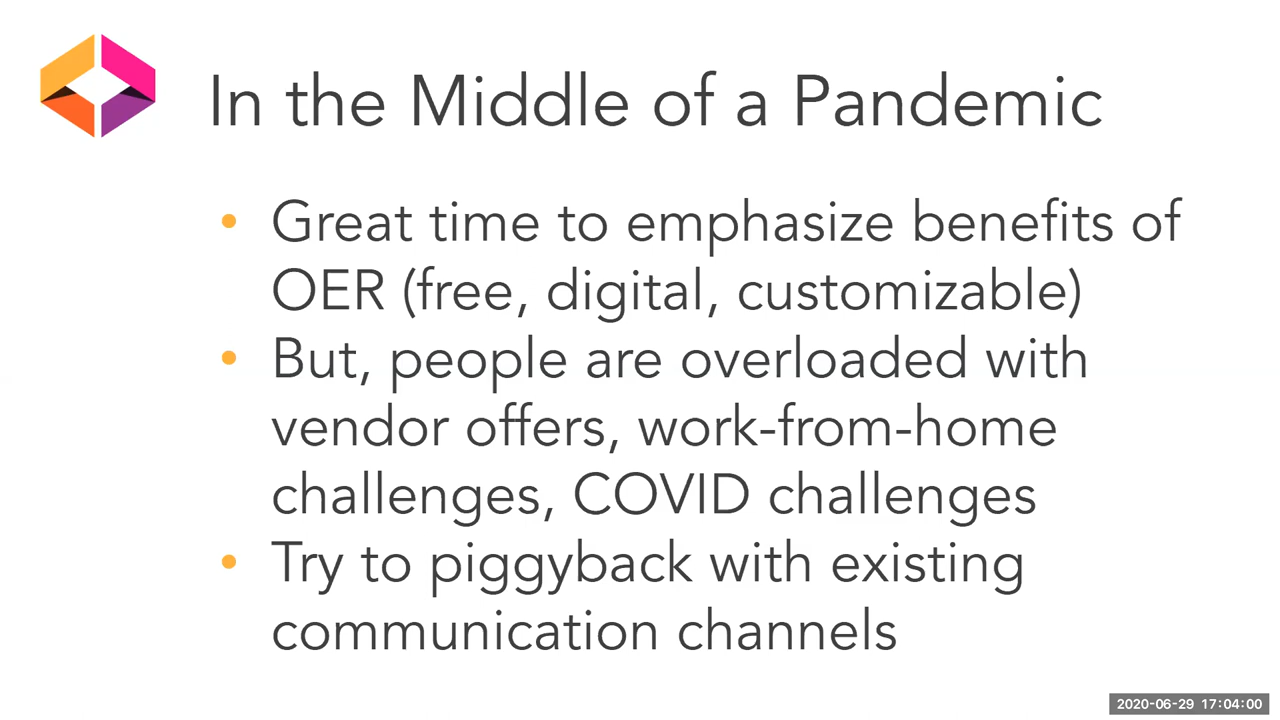 In the Middle of a Pandemic
• Great time to emphasize benefits of
OER (free, digital, customizable)
• But, people are overloaded with
vendor offers, work-from-home
challenges, COVID challenges
• Try to piggyback with existing
communication channels
2020-06-29 17:04:00